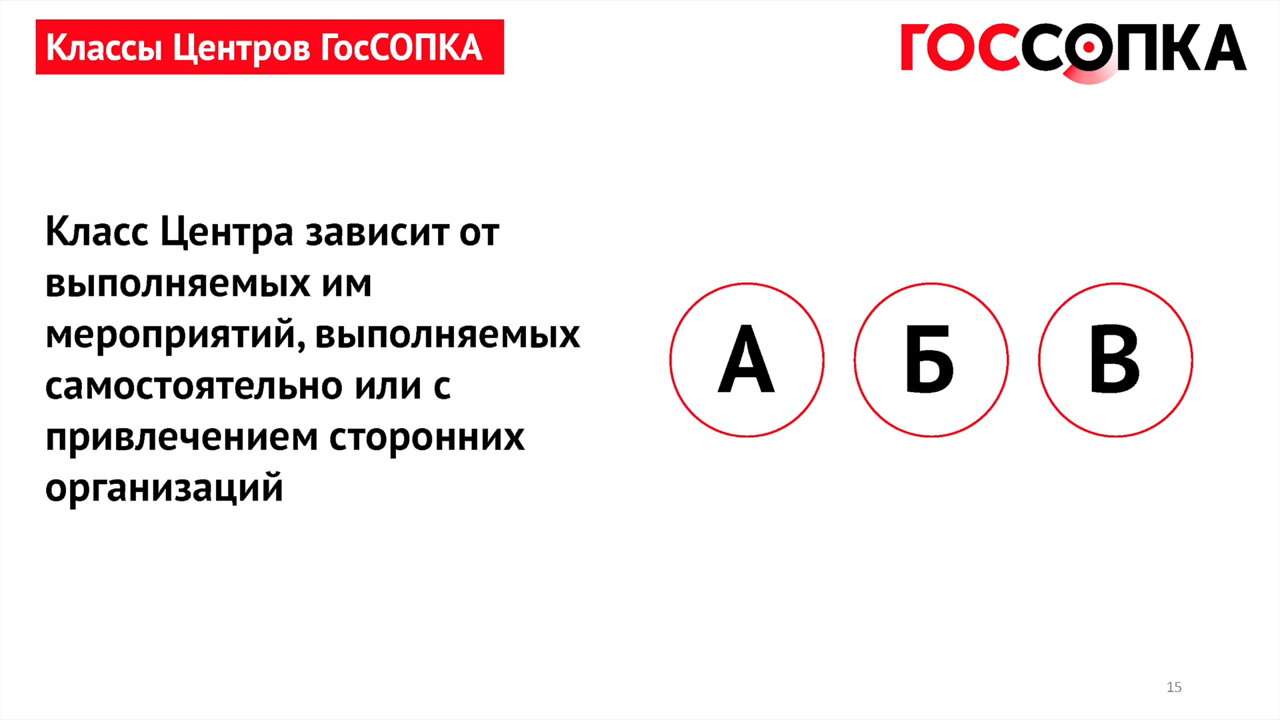 Классы Центров ГосСОПКА
ГОССОПКА
Класс Центра зависит от
выполняемых им
мероприятий, выполняемых
самостоятельно или с
привлечением сторонних
организаций
А Б В
15